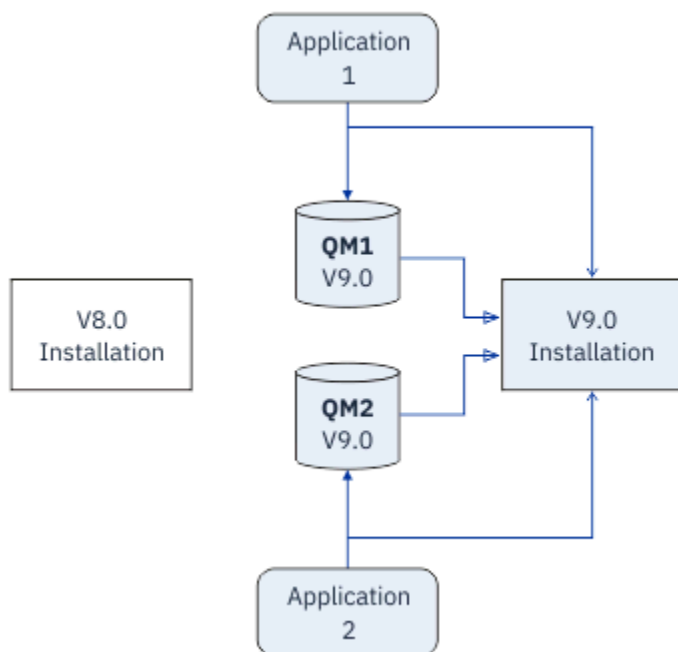 Application
1
QM1
V9.0
V8.0
Installation
V9.0
Installation
QM2
V9.0
Application
2